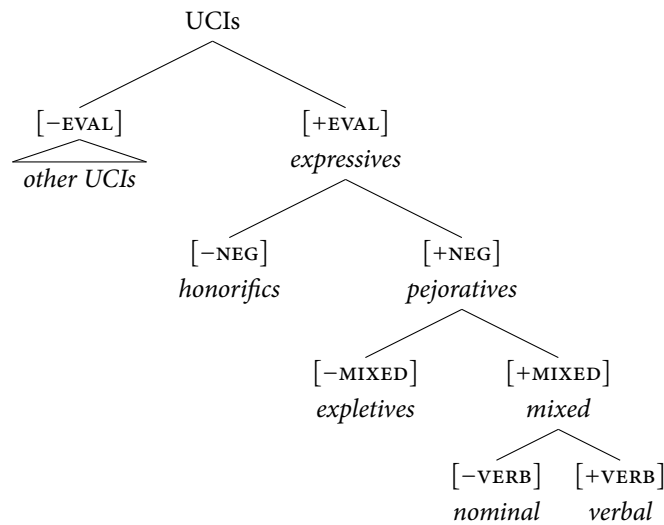 UCIs
[−EVAL] [+EVAL]
other UCIs expressives
[−NEG] [+NEG]
honorifics pejoratives
[−MIXED] [+MIXED]
expletives mixed
[−VERB] [+VERB]
nominal verbal